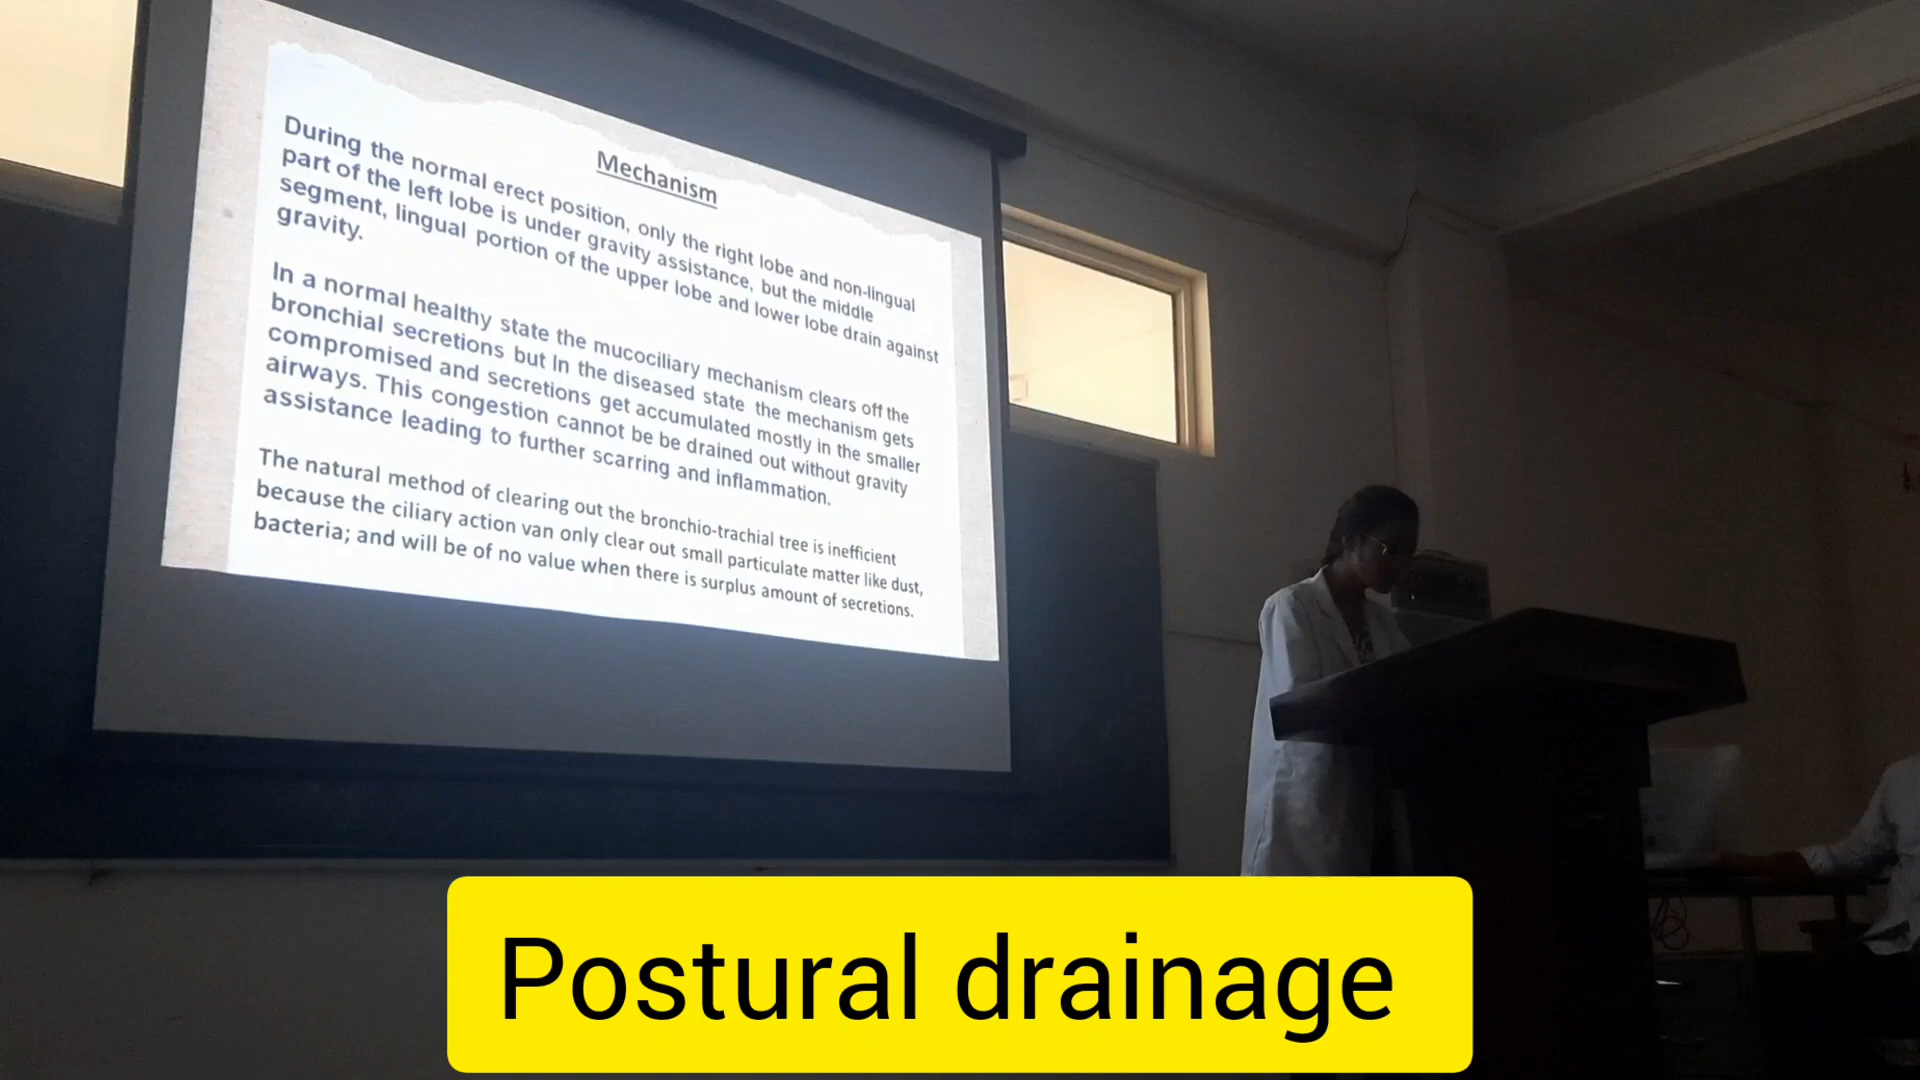 Mechanism
During the normal erect position, only the right lobe and non-lingual
part of the left lobe is under gravity assistance, but the middle
segment, lingual portion of the upper lobe and lower lobe drain against
gravity.
In a normal healthy state the mucociliary mechanism clears off the
bronchial secretions but In the diseased state the mechanism gets
compromised and secretions get accumulated mostly in the smaller
airways. This congestion cannot be be drained out without gravity
assistance leading to further scarring and inflammation.
The natural method of clearing out the bronchio-trachial tree is inefficient
because the ciliary action van only clear out small particulate matter like dust,
bacteria; and will be of no value when there is surplus amount of secretions.
Postural drainage